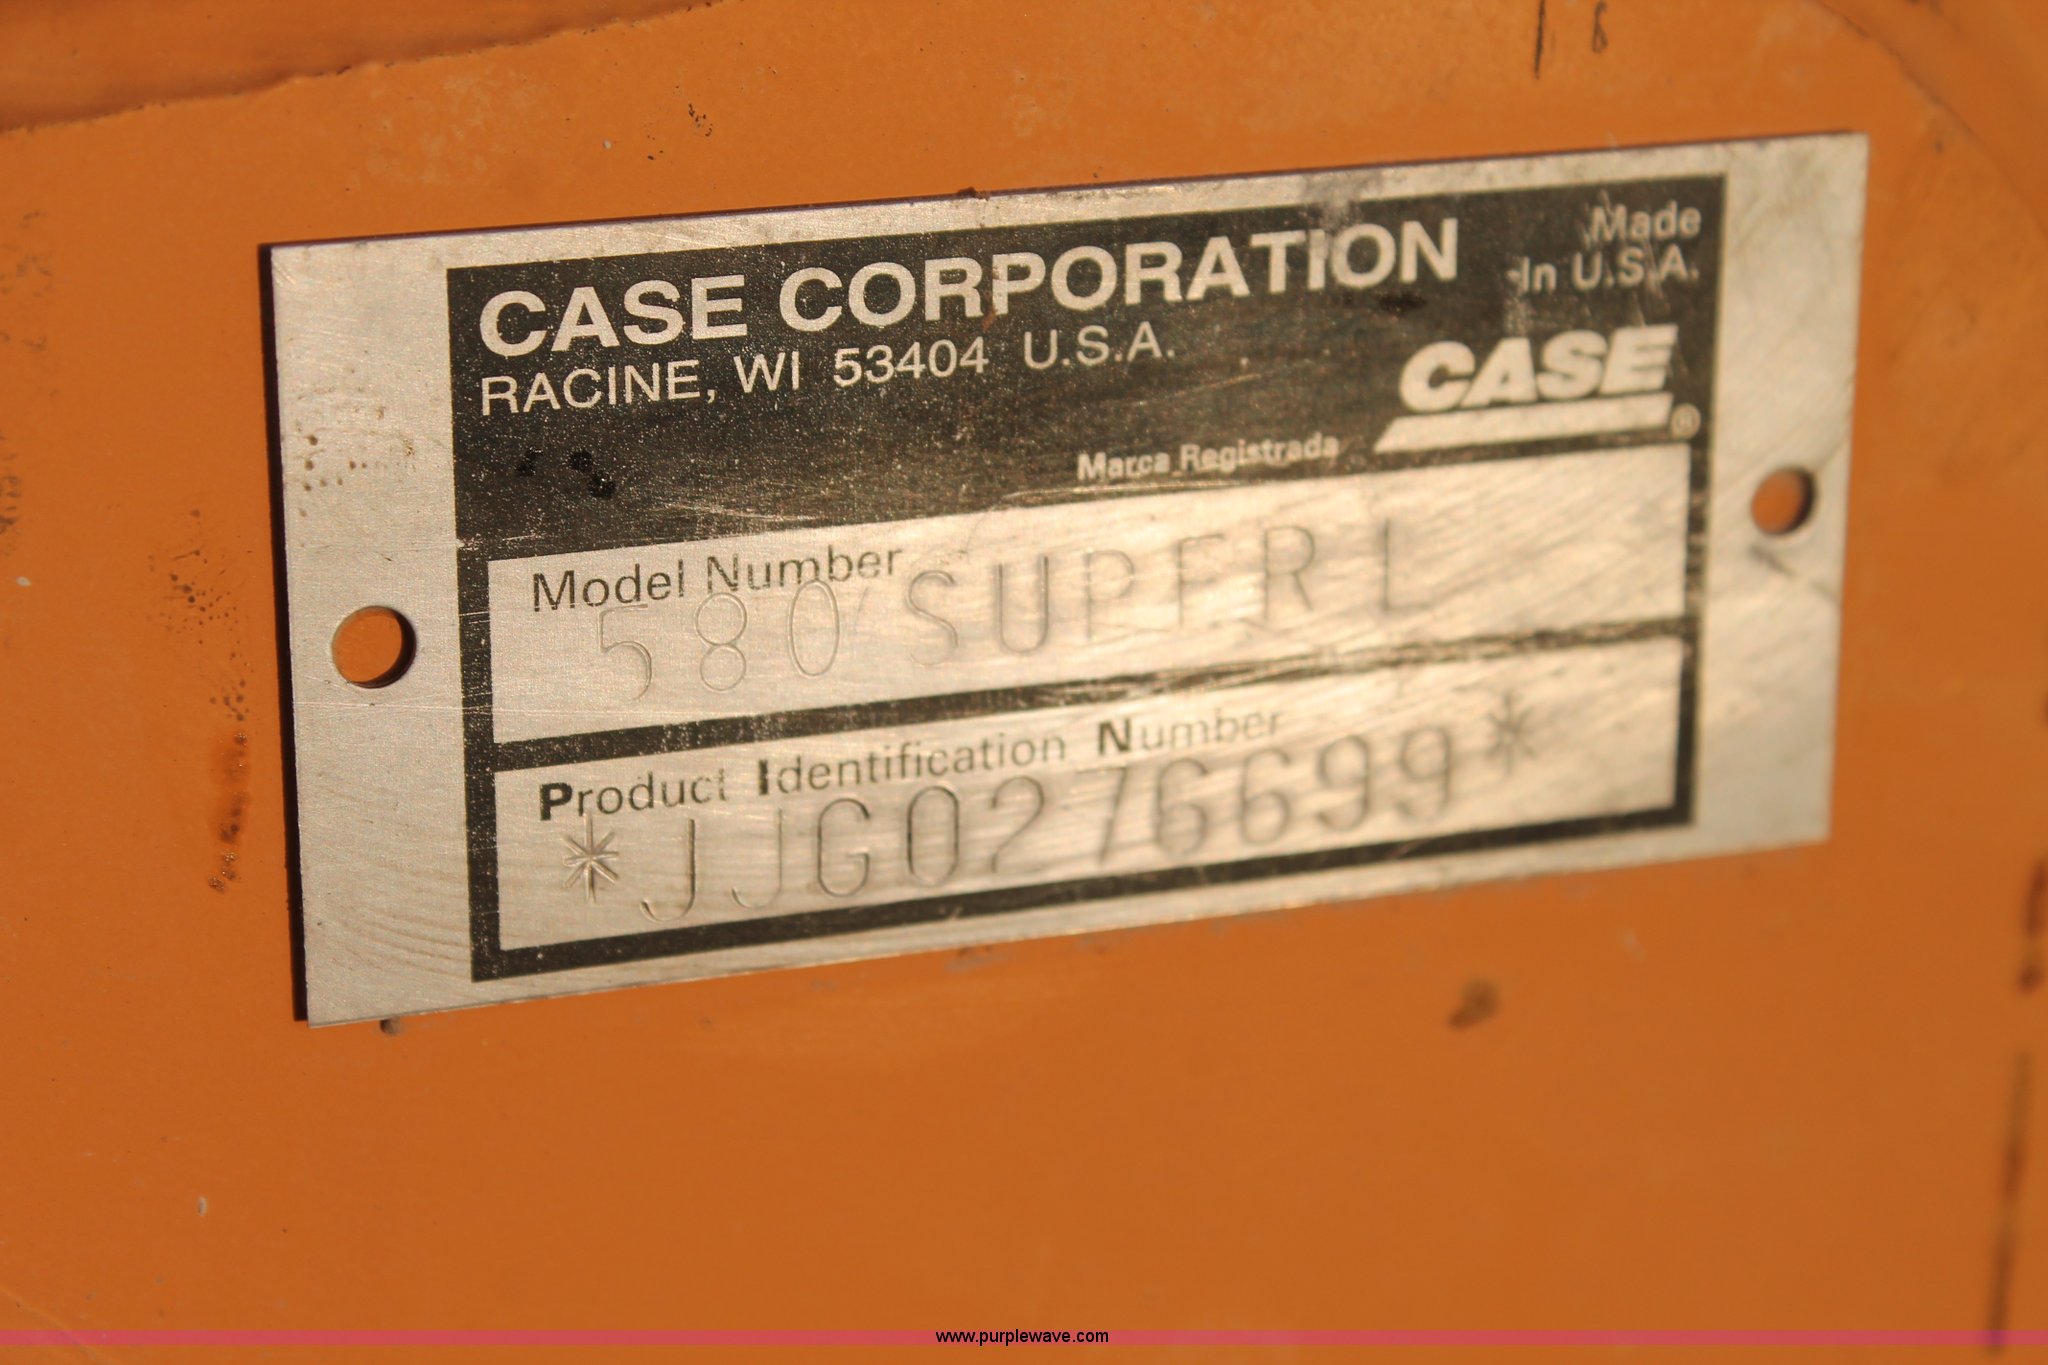 CASE CORPORATION
RACINE, WI 53404 U.S.A.
Made
In U.S.A.
CASE
®
Marca Registrada
Model Number
580 SUPER L
Product Identification Number
*JJG0276699*
www.purplewave.com